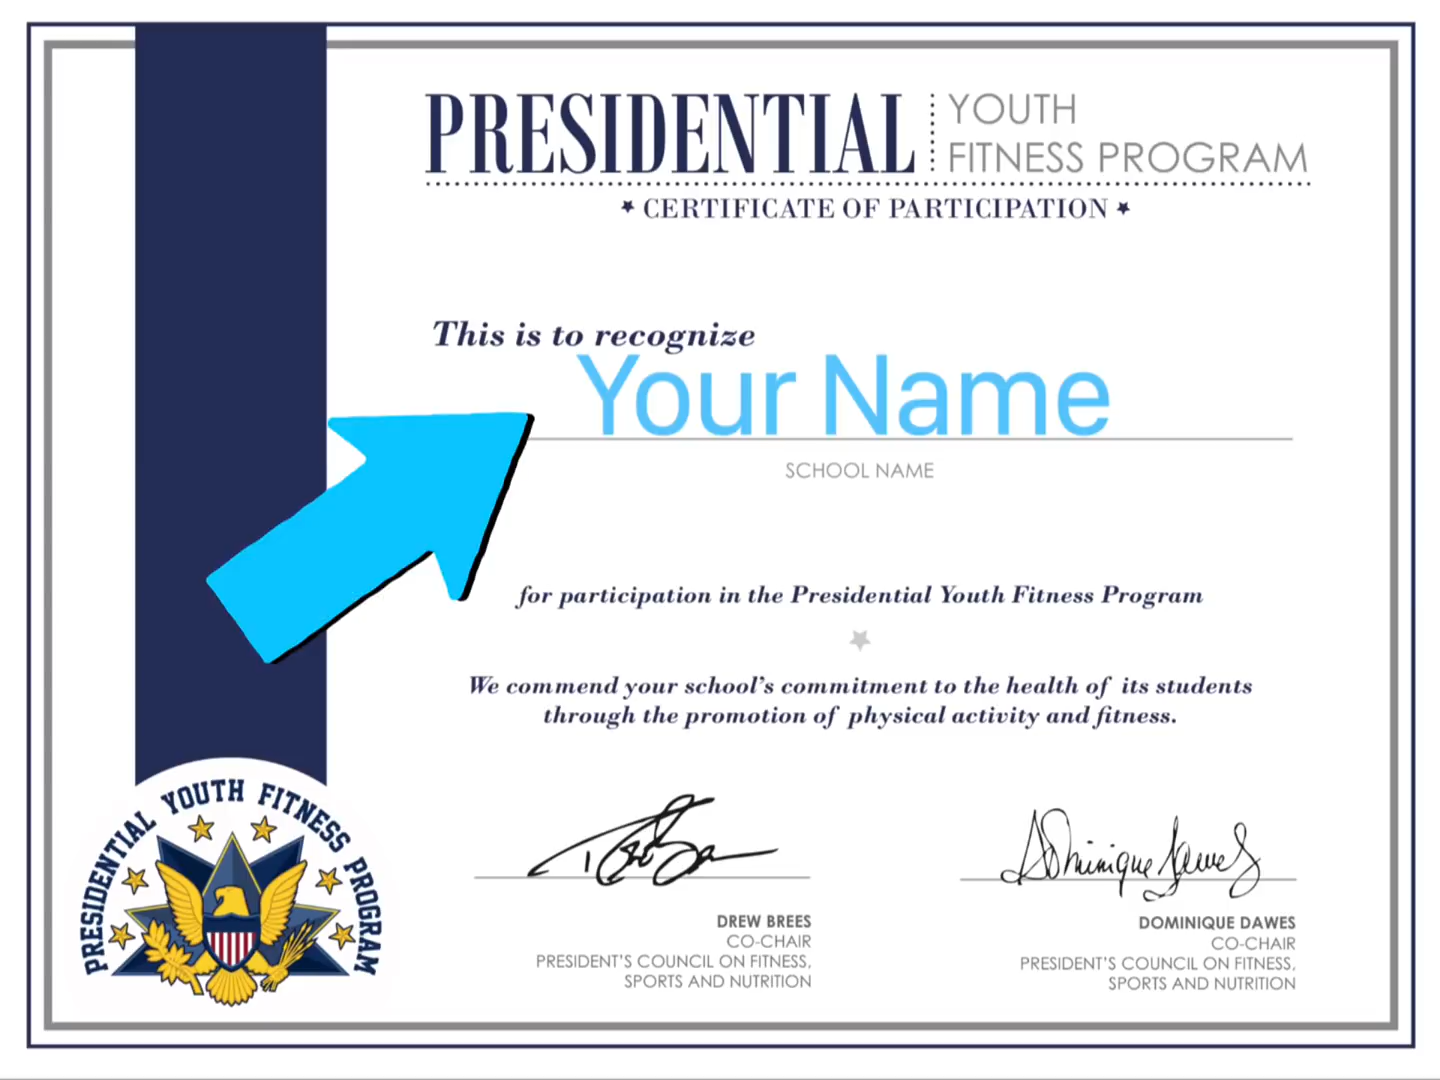 PRESIDENTIAL
YOUTH
FITNESS PROGRAM
CERTIFICATE OF PARTICIPATION
This is to recognize
Your Name
SCHOOL NAME
for participation in the Presidential Youth Fitness Program
We commend your school's commitment to the health of its students
through the promotion of physical activity and fitness.
DREW BREES
CO-CHAIR
PRESIDENT'S COUNCIL ON FITNESS,
SPORTS AND NUTRITION
Dominique Dawes
DOMINIQUE DAWES
CO-CHAIR
PRESIDENT'S COUNCIL ON FITNESS,
SPORTS AND NUTRITION
PRESIDENTIAL YOUTH FITNESS PROGRAM